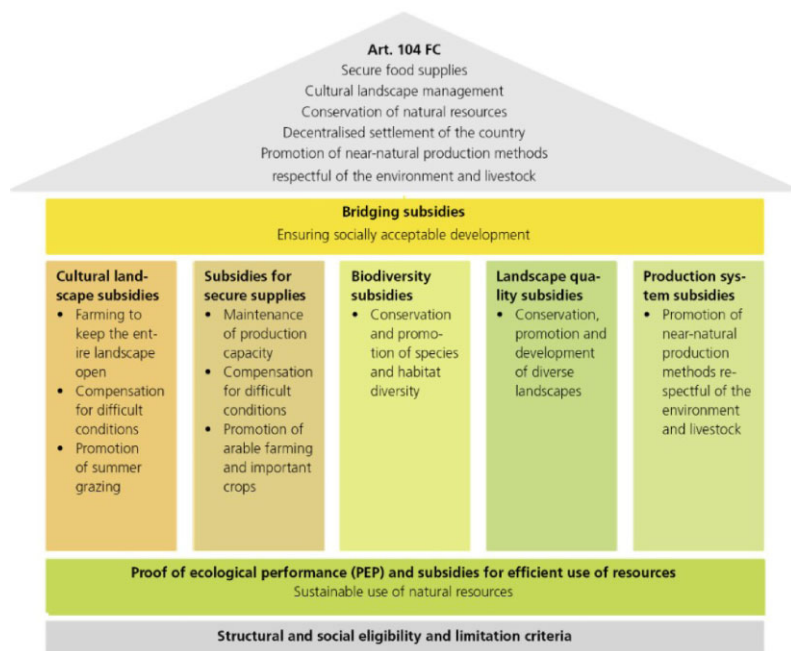 Art. 104 FC
Secure food supplies
Cultural landscape management
Conservation of natural resources
Decentralised settlement of the country
Promotion of near-natural production methods
respectful of the environment and livestock
Bridging subsidies
Ensuring socially acceptable development
Cultural land-
scape subsidies
• Farming to
keep the ent-
ire landscape
open
• Compensation
for difficult
conditions
• Promotion
of summer
grazing
Subsidies for
secure supplies
• Maintenance
of production
capacity
• Compensation
for difficult
conditions
• Promotion of
arable farming
and important
crops
Biodiversity
subsidies
• Conservation
and promo-
tion of species
and habitat
diversity
Landscape qua-
lity subsidies
• Conservation,
promotion and
development
of diverse
landscapes
Production sys-
tem subsidies
• Promotion of
near-natural
production
methods re-
spectful of the
environment
and livestock
Proof of ecological performance (PEP) and subsidies for efficient use of resources
Sustainable use of natural resources
Structural and social eligibility and limitation criteria